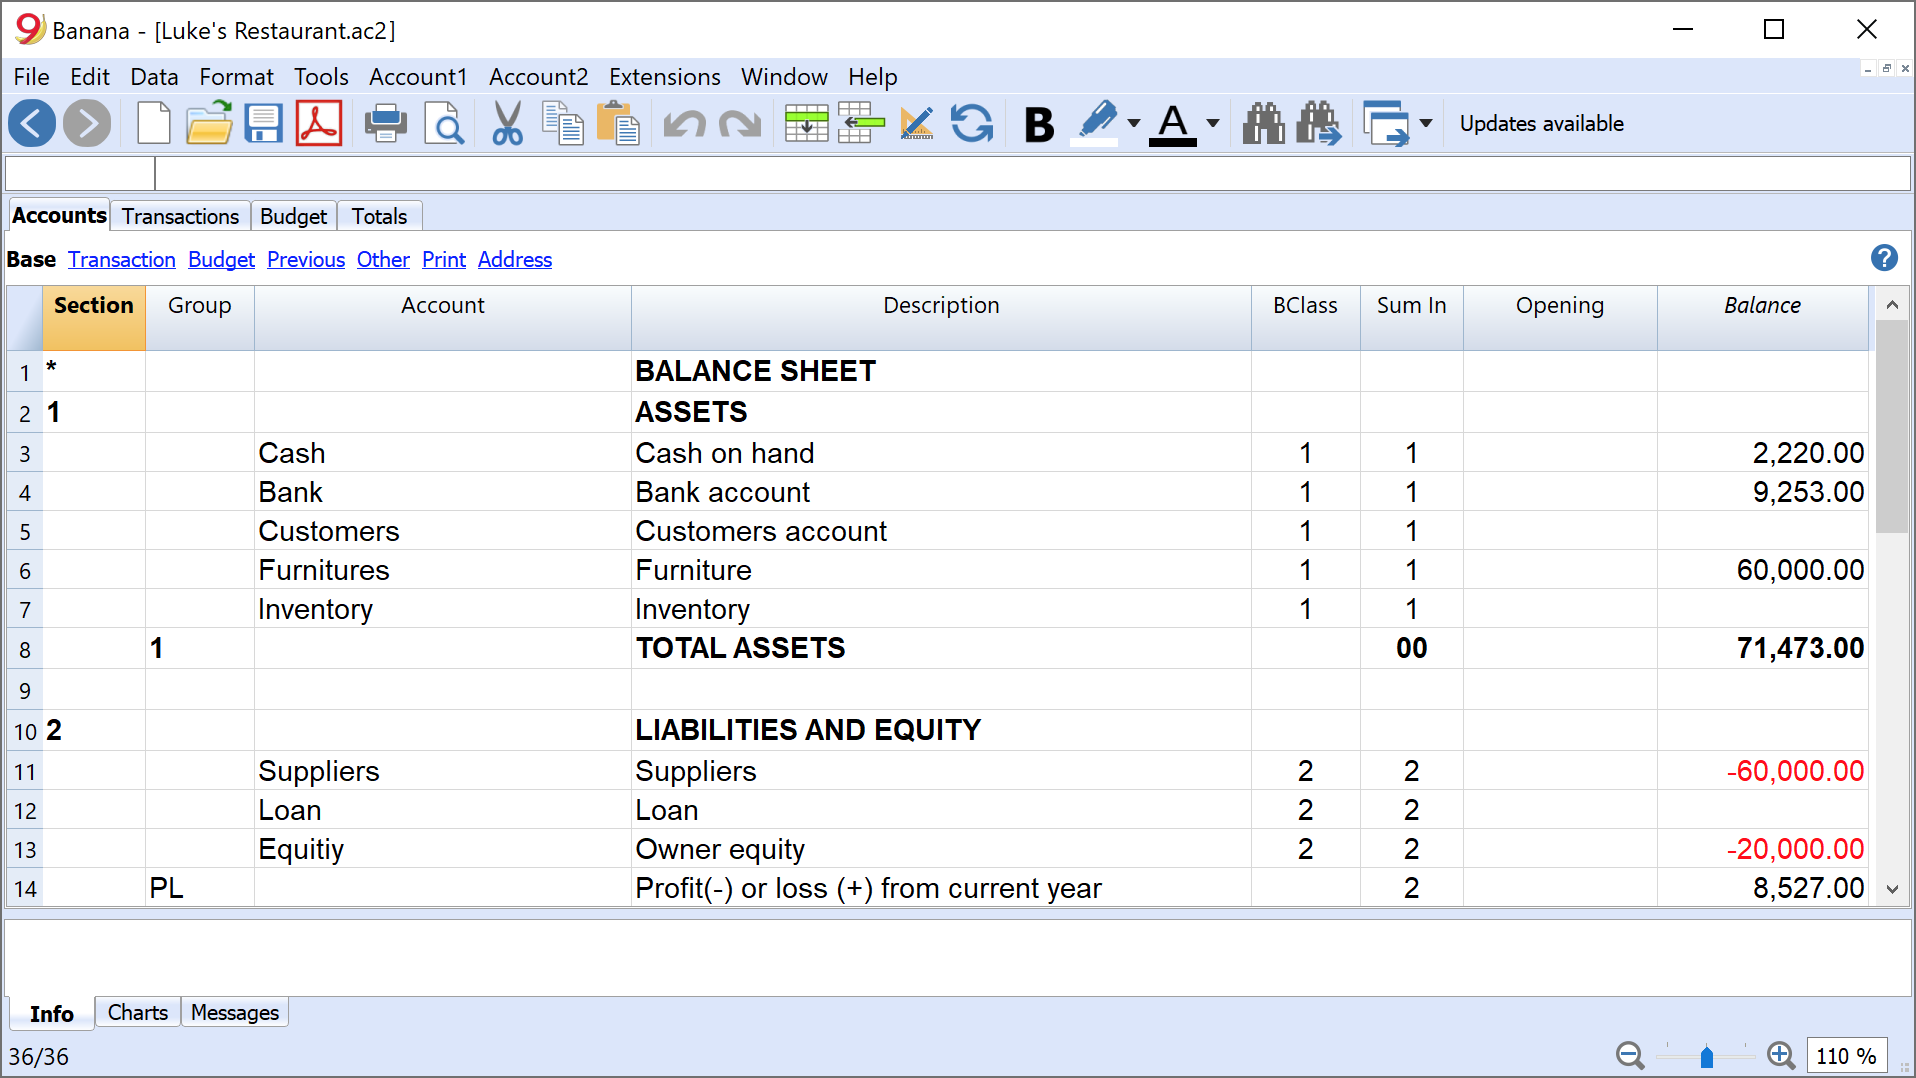 Banana - [Luke's Restaurant.ac2]
File Edit Data Format Tools Account1 Account2 Extensions Window Help
B A Updates available
Accounts Transactions Budget Totals
Base Transaction Budget Previous Other Print Address ?
Section Group Account Description BClass Sum In Opening Balance
1 * BALANCE SHEET
2 1 ASSETS
3 Cash Cash on hand 1 1 2,220.00
4 Bank Bank account 1 1 9,253.00
5 Customers Customers account 1 1
6 Furnitures Furniture 1 1 60,000.00
7 Inventory Inventory 1 1
8 1 TOTAL ASSETS 00 71,473.00
9
10 2 LIABILITIES AND EQUITY
11 Suppliers Suppliers 2 2 -60,000.00
12 Loan Loan 2 2
13 Equitiy Owner equity 2 2 -20,000.00
14 PL Profit(-) or loss (+) from current year 2 8,527.00
Info Charts Messages
36/36 110 %